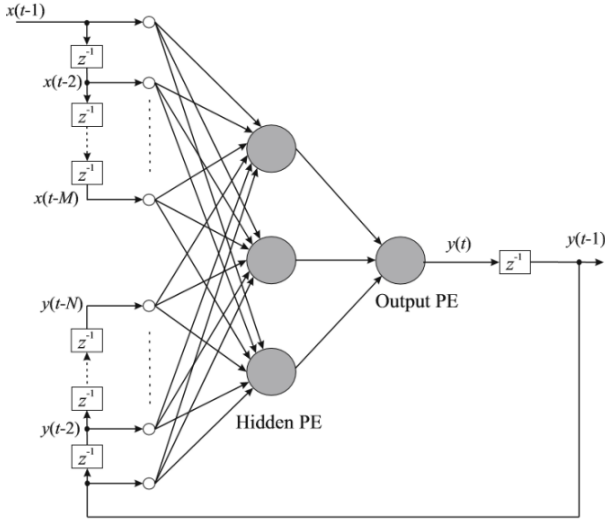 x(t-1)
z⁻¹
x(t-2)
z⁻¹
z⁻¹
x(t-M)
y(t)
z⁻¹
y(t-1)
Output PE
y(t-N)
z⁻¹
z⁻¹
Hidden PE
y(t-2)
z⁻¹